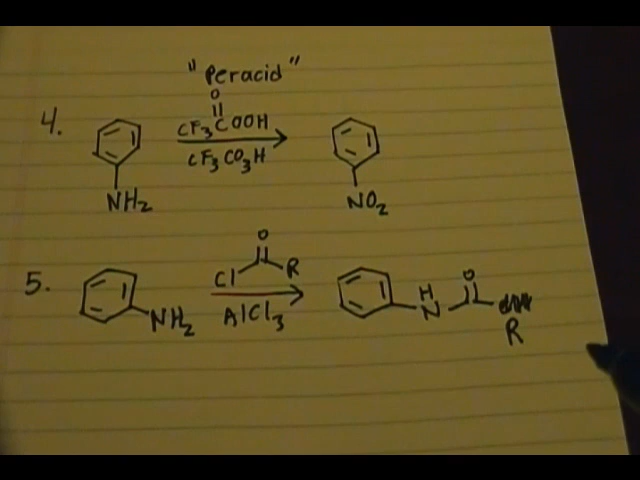 "Peracid"
4.
O
CF3COOH
CF3CO3H
NH2
NO2
5.
O
Cl R
AlCl3
NH2
H
N
O
R